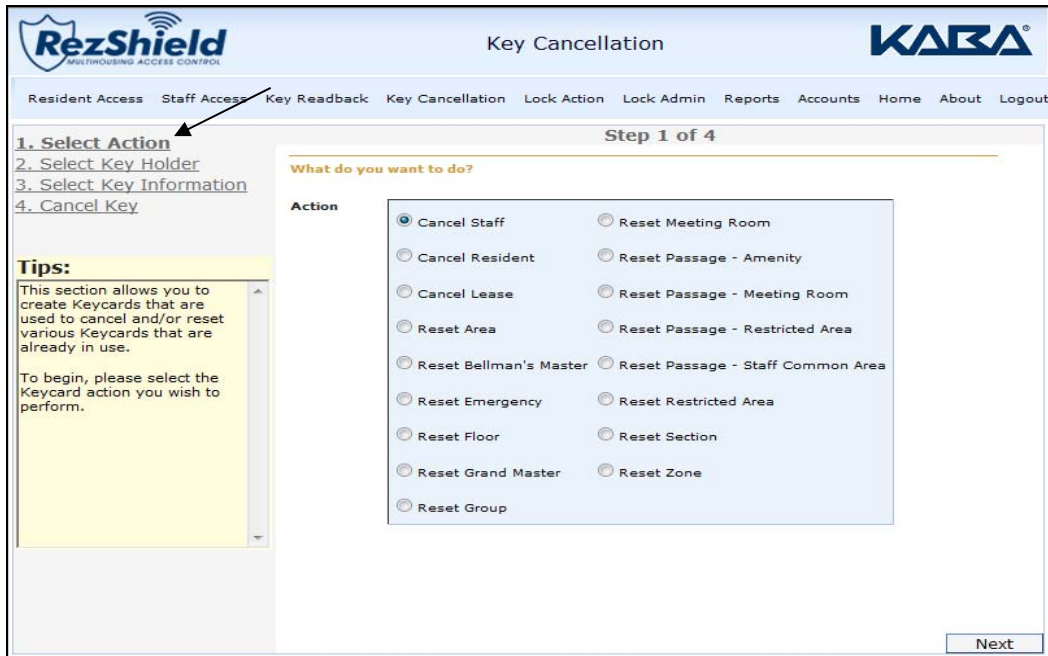 RezShield
MULTIHOUSING ACCESS CONTROL
Key Cancellation
KABA®
Resident Access Staff Access Key Readback Key Cancellation Lock Action Lock Admin Reports Accounts Home About Logout
1. Select Action
2. Select Key Holder
3. Select Key Information
4. Cancel Key
Tips:
This section allows you to
create Keycards that are
used to cancel and/or reset
various Keycards that are
already in use.
To begin, please select the
Keycard action you wish to
perform.
Step 1 of 4
What do you want to do?
Action
Cancel Staff Reset Meeting Room
Cancel Resident Reset Passage - Amenity
Cancel Lease Reset Passage - Meeting Room
Reset Area Reset Passage - Restricted Area
Reset Bellman's Master Reset Passage - Staff Common Area
Reset Emergency Reset Restricted Area
Reset Floor Reset Section
Reset Grand Master Reset Zone
Reset Group
Next